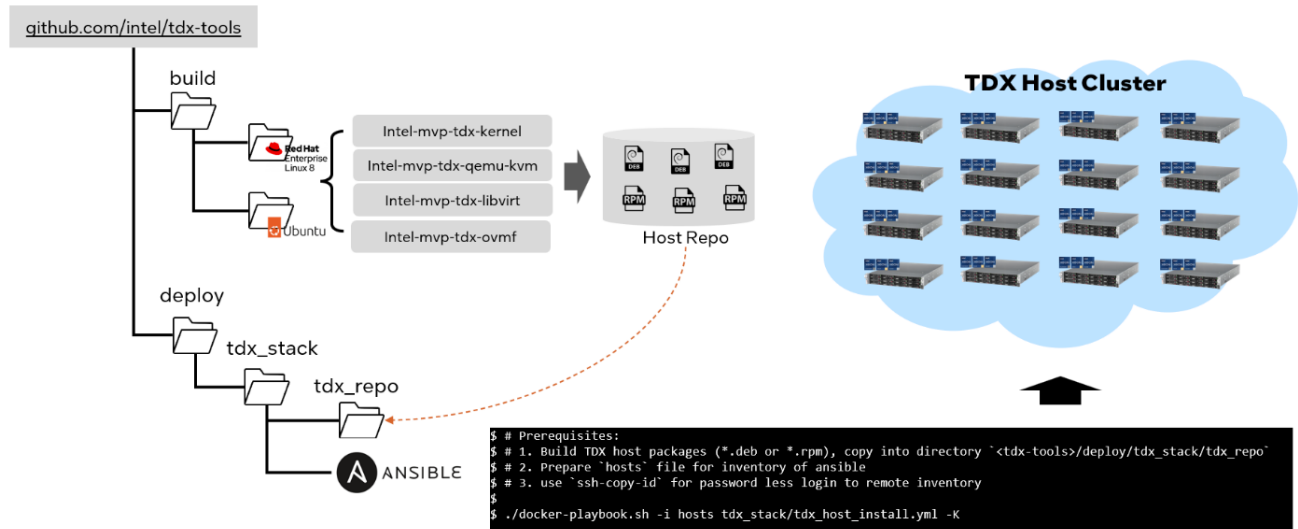 github.com/intel/tdx-tools
build
Red Hat
Enterprise
Linux 8
Ubuntu
Intel-mvp-tdx-kernel
Intel-mvp-tdx-qemu-kvm
Intel-mvp-tdx-libvirt
Intel-mvp-tdx-ovmf
DEB
DEB
DEB
RPM
RPM
RPM
Host Repo
TDX Host Cluster
deploy
tdx_stack
tdx_repo
ANSIBLE
$ # Prerequisites:
$ # 1. Build TDX host packages (*.deb or *.rpm), copy into directory `<tdx-tools>/deploy/tdx_stack/tdx_repo`
$ # 2. Prepare `hosts` file for inventory of ansible
$ # 3. use `ssh-copy-id` for password less login to remote inventory
$
$ ./docker-playbook.sh -i hosts tdx_stack/tdx_host_install.yml -K